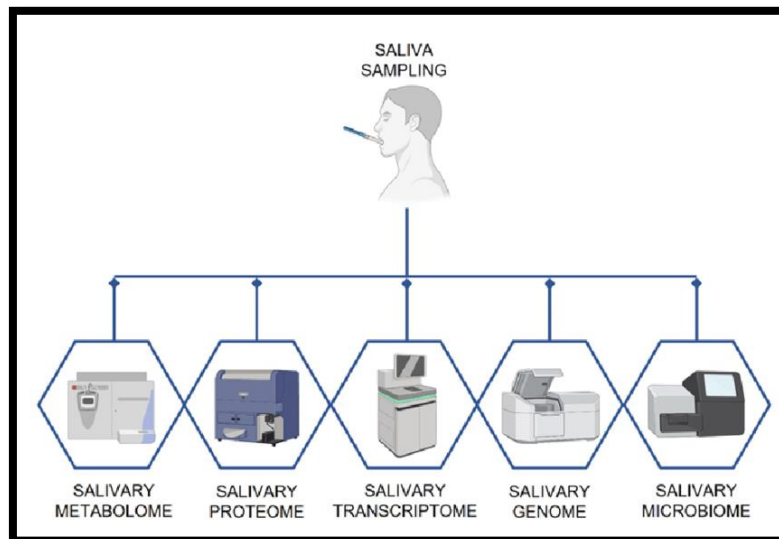 SALIVA
SAMPLING
SALIVARY
METABOLOME
SALIVARY
PROTEOME
SALIVARY
TRANSCRIPTOME
SALIVARY
GENOME
SALIVARY
MICROBIOME